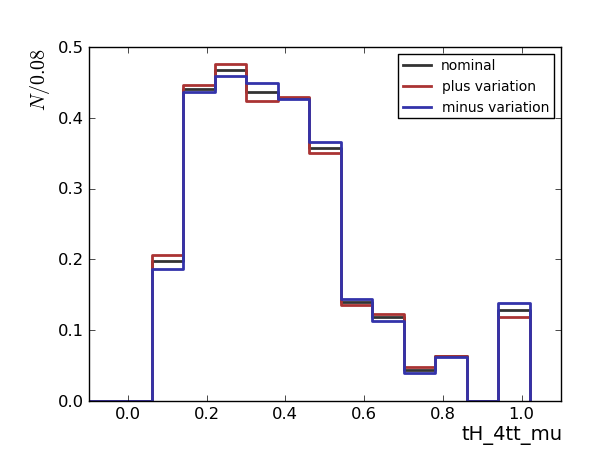 N/0.08
0.5
0.4
0.3
0.2
0.1
0.0
nominal
plus variation
minus variation
0.0 0.2 0.4 0.6 0.8 1.0
tH_4tt_mu